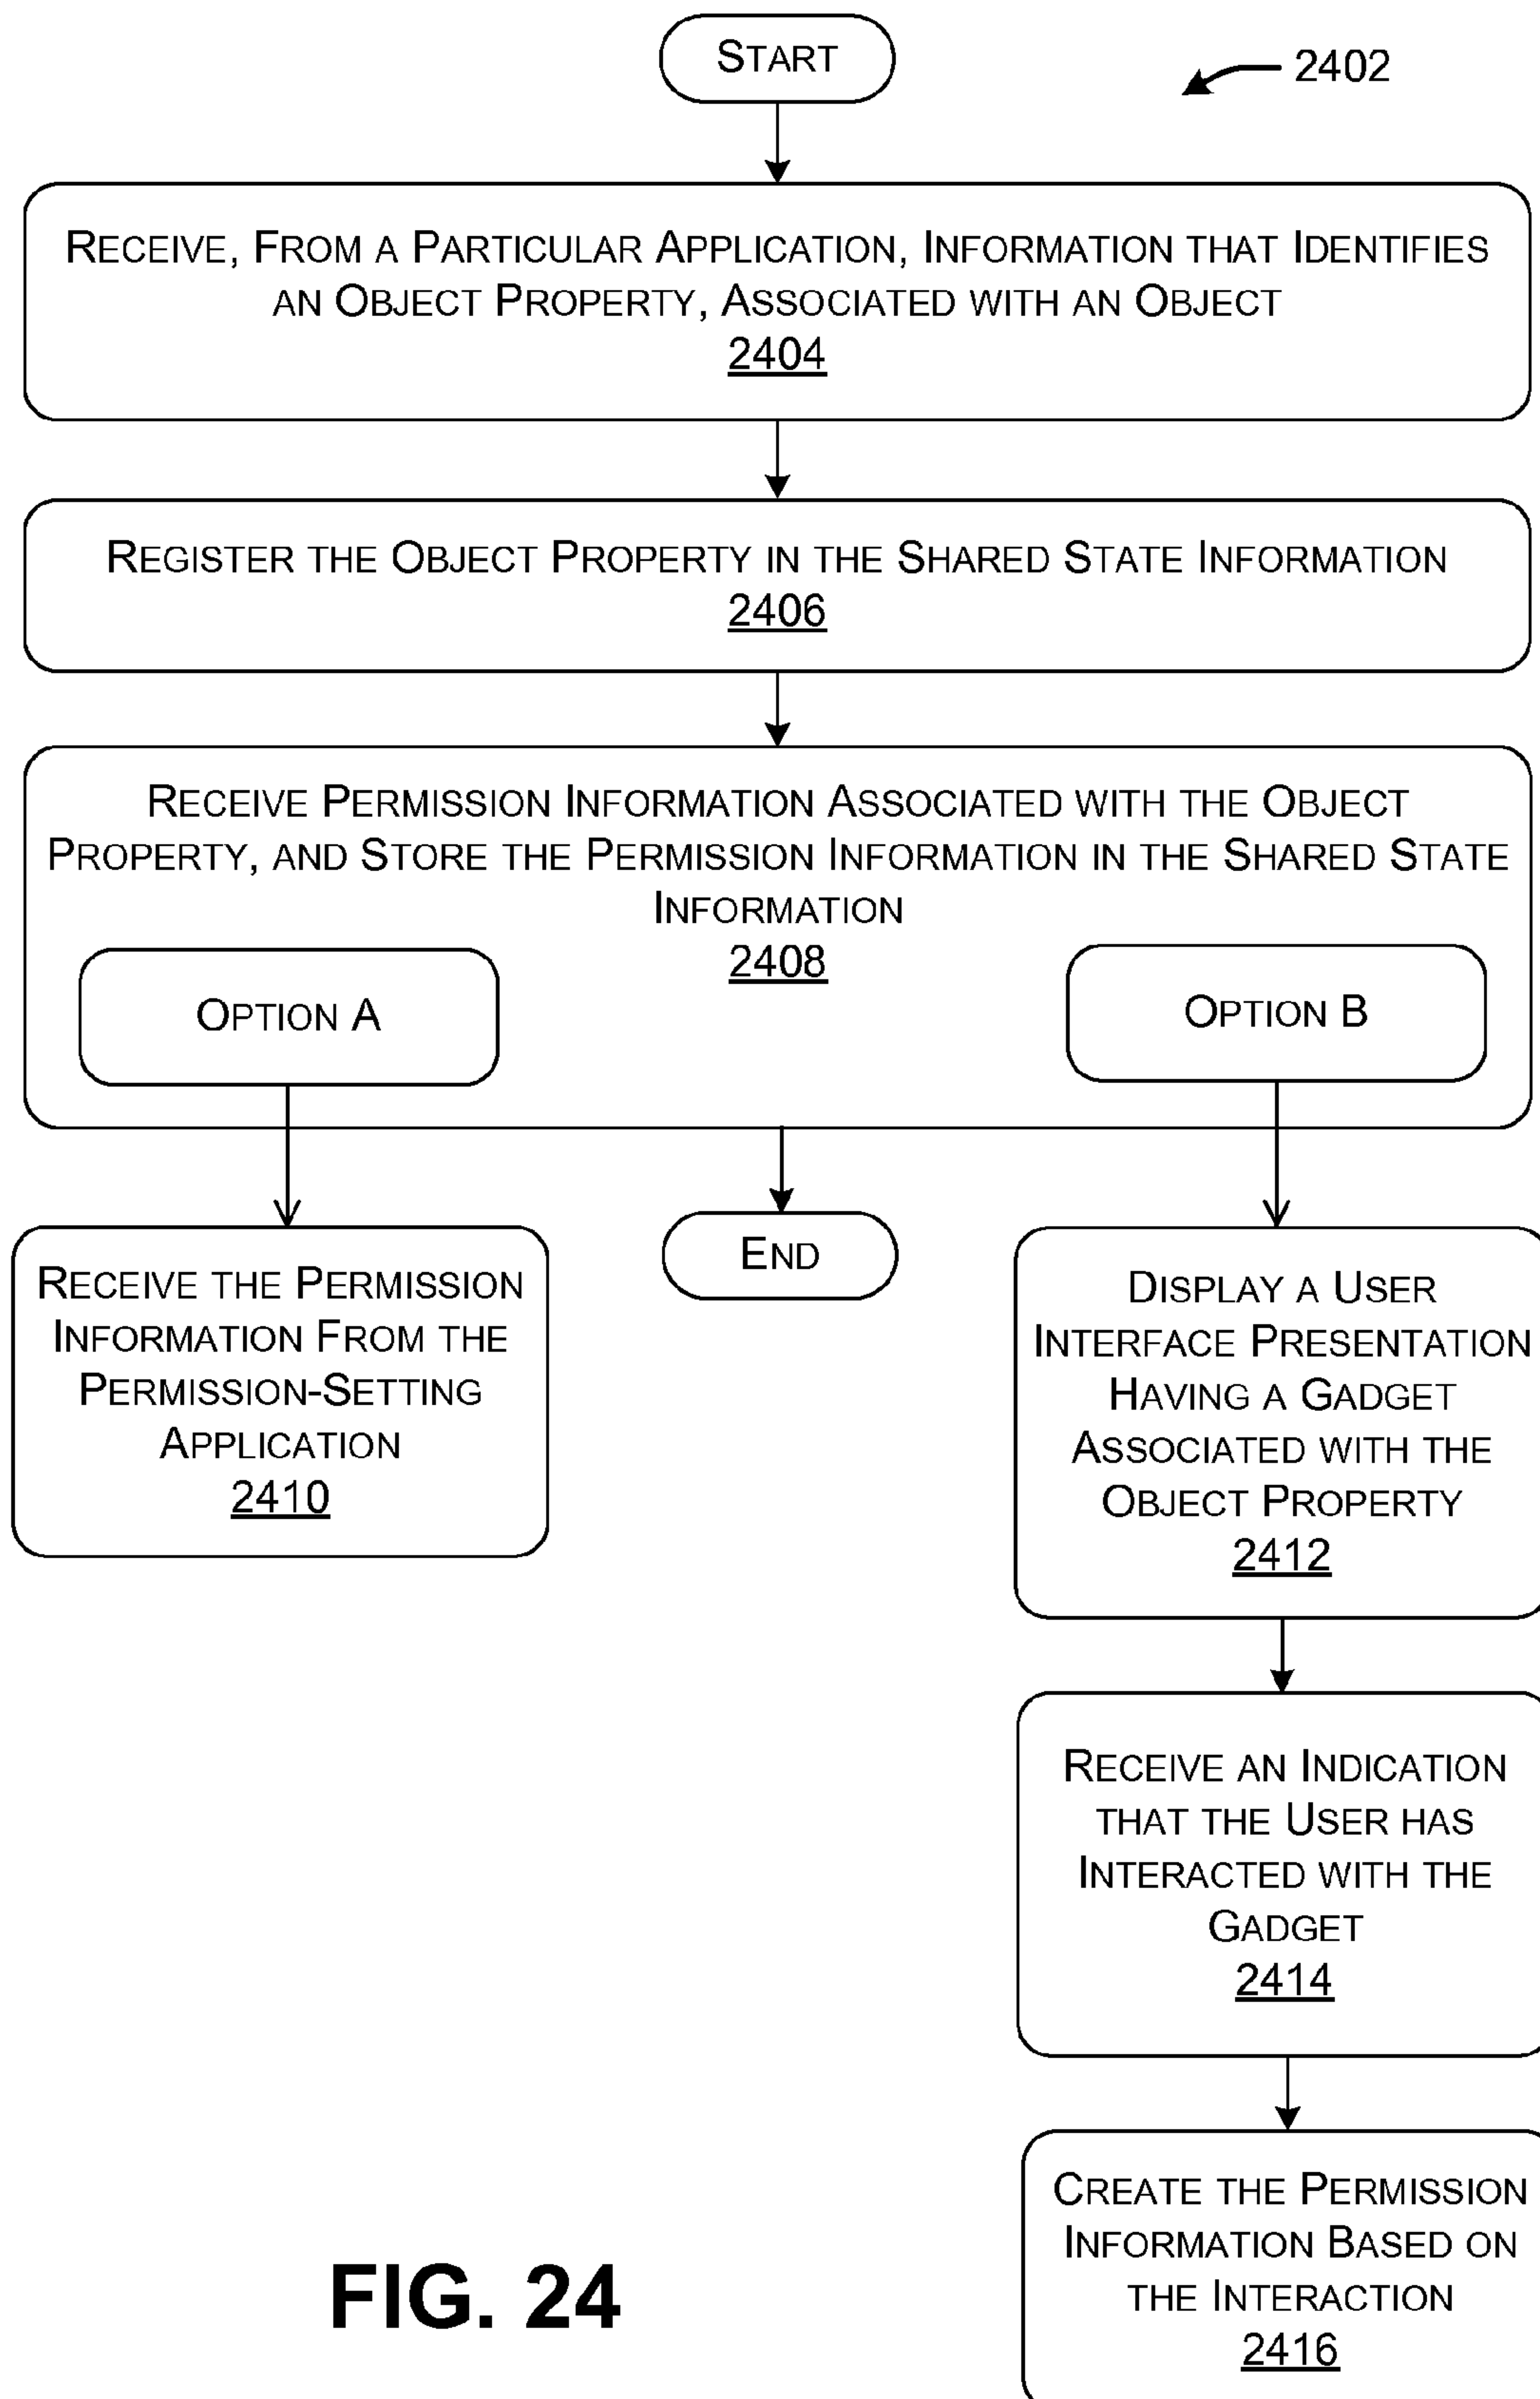 START
2402
RECEIVE, FROM A PARTICULAR APPLICATION, INFORMATION THAT IDENTIFIES
AN OBJECT PROPERTY, ASSOCIATED WITH AN OBJECT
2404
REGISTER THE OBJECT PROPERTY IN THE SHARED STATE INFORMATION
2406
RECEIVE PERMISSION INFORMATION ASSOCIATED WITH THE OBJECT
PROPERTY, AND STORE THE PERMISSION INFORMATION IN THE SHARED STATE
INFORMATION
2408
OPTION A
OPTION B
RECEIVE THE PERMISSION
INFORMATION FROM THE
PERMISSION-SETTING
APPLICATION
2410
END
DISPLAY A USER
INTERFACE PRESENTATION
HAVING A GADGET
ASSOCIATED WITH THE
OBJECT PROPERTY
2412
RECEIVE AN INDICATION
THAT THE USER HAS
INTERACTED WITH THE
GADGET
2414
CREATE THE PERMISSION
INFORMATION BASED ON
THE INTERACTION
2416
FIG. 24